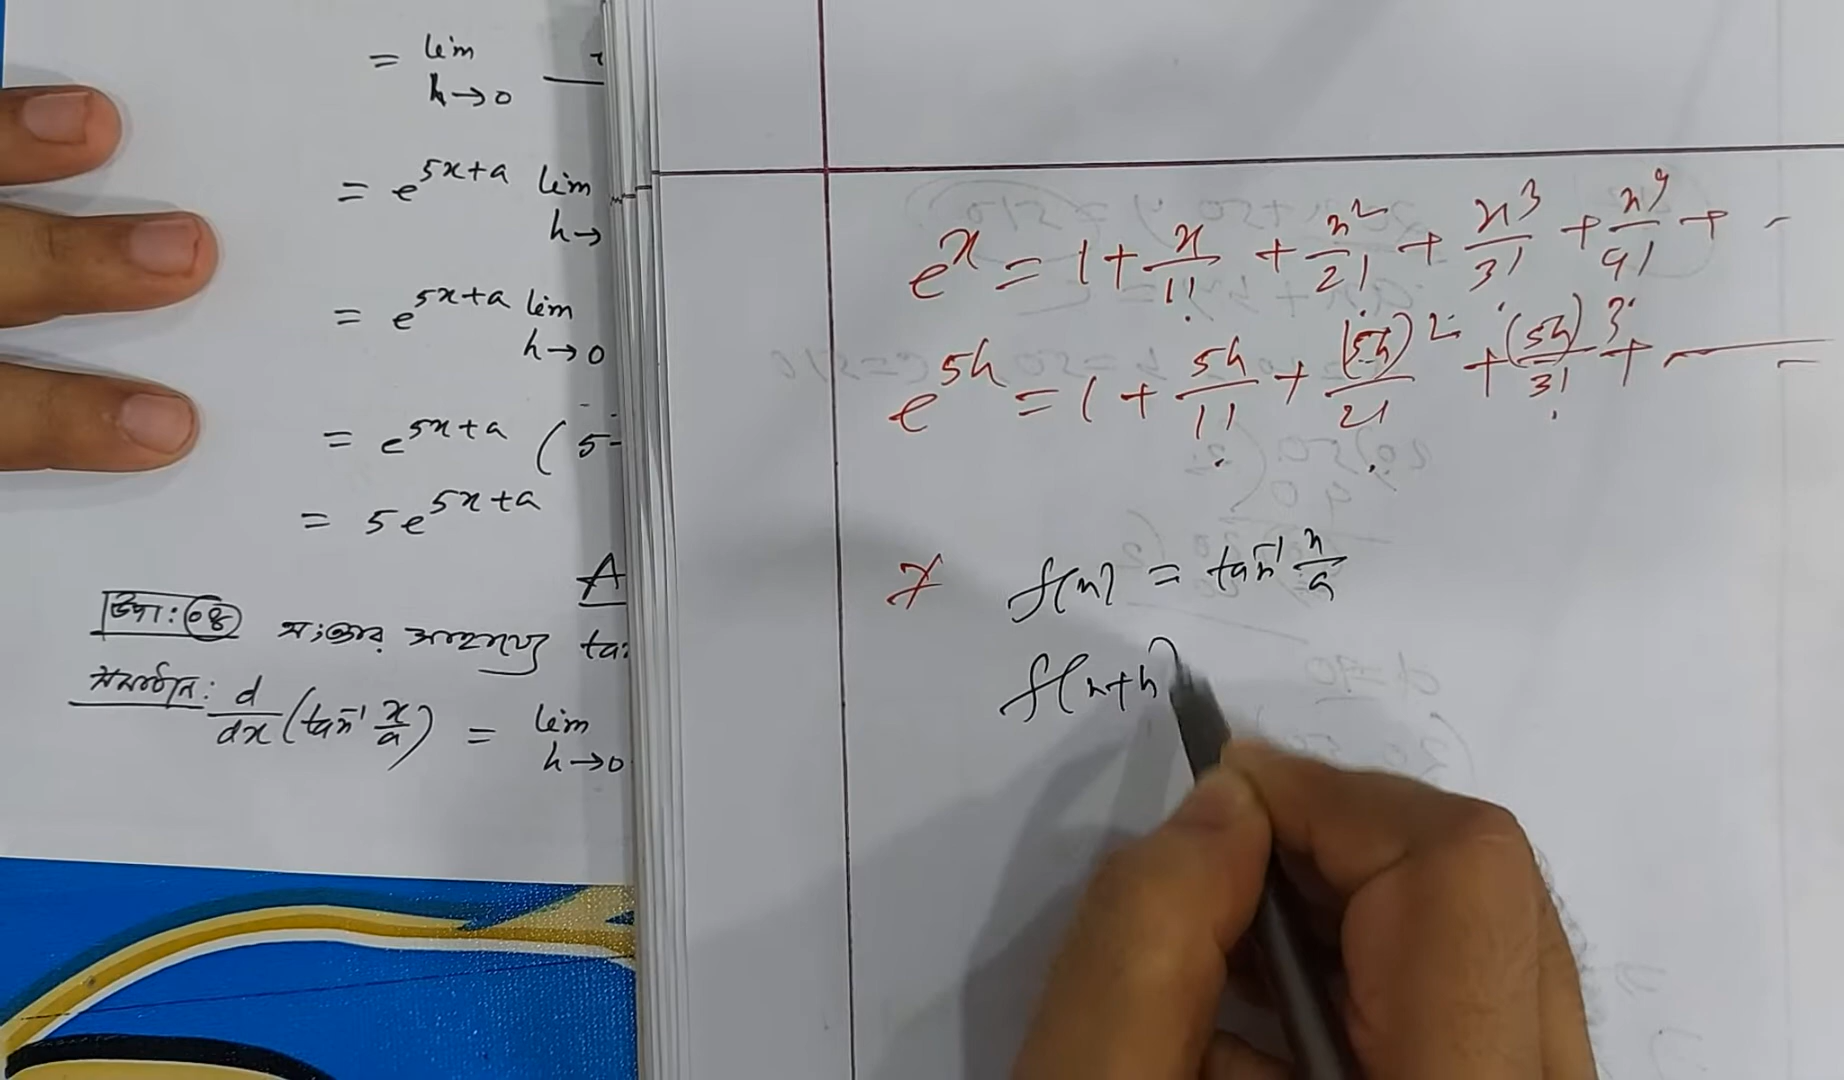 = lim h→0
= e^{5x+a} lim h→
= e^{5x+a} lim h→0
= e^{5x+a} (5-
= 5e^{5x+a}
A
উদা: 08 tan
সমাধান: d/dx (tan⁻¹ x/a) = lim h→0
e^x = 1 + x/1! + x²/2! + x³/3! + x⁴/4! + -
e^{5h} = 1 + 5h/1! + (5h)²/2! + (5h)³/3! + ---
* f(x) = tan⁻¹ x/a
f(x+h)